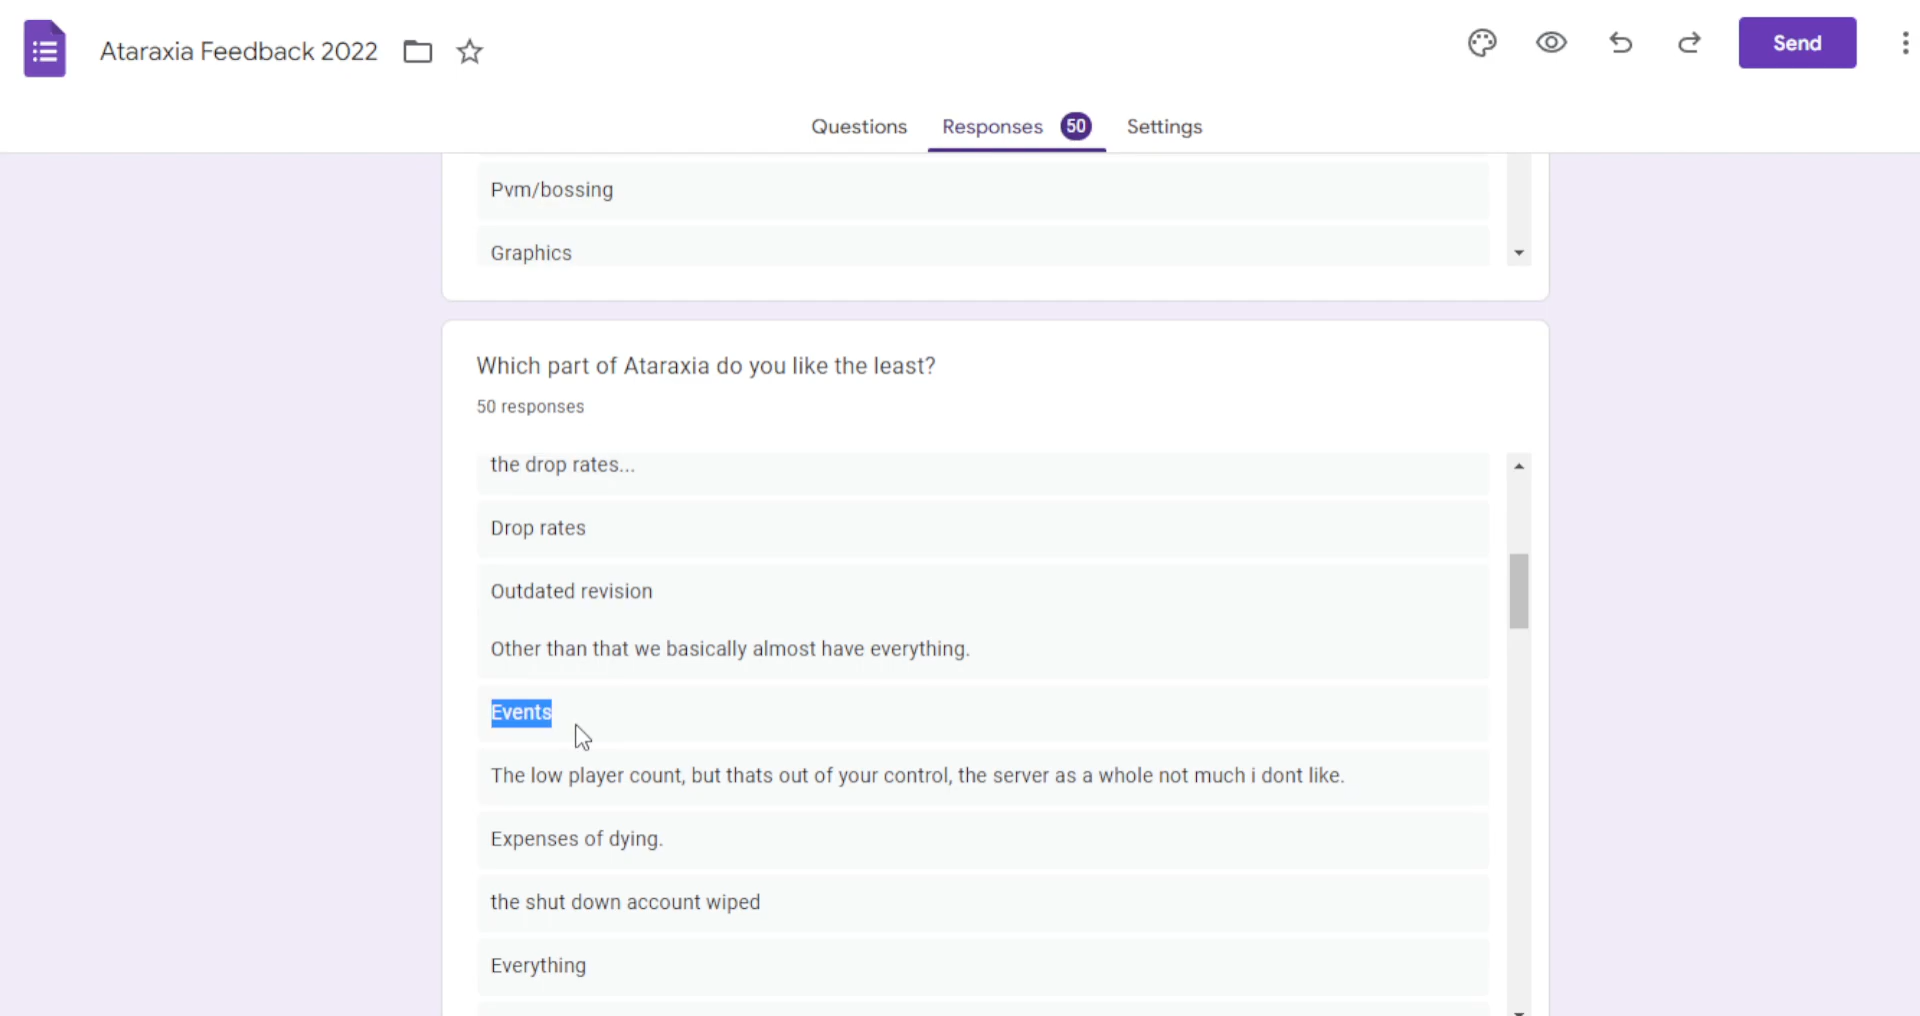 Ataraxia Feedback 2022
Send
Questions
Responses 50
Settings
Pvm/bossing
Graphics
Which part of Ataraxia do you like the least?
50 responses
the drop rates...
Drop rates
Outdated revision
Other than that we basically almost have everything.
Events
The low player count, but thats out of your control, the server as a whole not much i dont like.
Expenses of dying.
the shut down account wiped
Everything